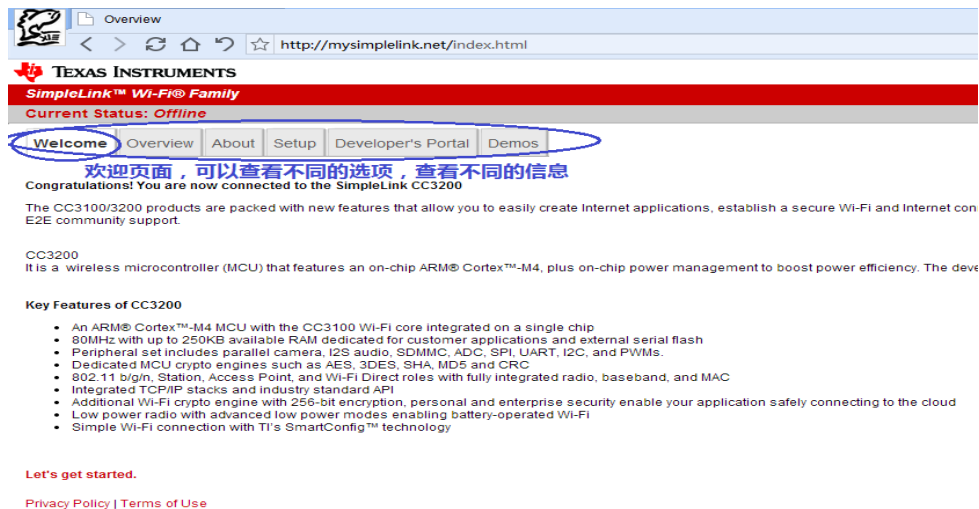 Overview
http://mysimplelink.net/index.html
TEXAS INSTRUMENTS
SimpleLink™ Wi-Fi® Family
Current Status: Offline
Welcome Overview About Setup Developer's Portal Demos
欢迎页面，可以查看不同的选项，查看不同的信息
Congratulations! You are now connected to the SimpleLink CC3200
The CC3100/3200 products are packed with new features that allow you to easily create Internet applications, establish a secure Wi-Fi and Internet con
E2E community support.
CC3200
It is a wireless microcontroller (MCU) that features an on-chip ARM® Cortex™-M4, plus on-chip power management to boost power efficiency. The deve
Key Features of CC3200
• An ARM® Cortex™-M4 MCU with the CC3100 Wi-Fi core integrated on a single chip
• 80MHz with up to 250KB available RAM dedicated for customer applications and external serial flash
• Peripheral set includes parallel camera, I2S audio, SDMMC, ADC, SPI, UART, I2C, and PWMs.
• Dedicated MCU crypto engines such as AES, 3DES, SHA, MD5 and CRC
• 802.11 b/g/n, Station, Access Point, and Wi-Fi Direct roles with fully integrated radio, baseband, and MAC
• Integrated TCP/IP stacks and industry standard API
• Additional Wi-Fi crypto engine with 256-bit encryption, personal and enterprise security enable your application safely connecting to the cloud
• Low power radio with advanced low power modes enabling battery-operated Wi-Fi
• Simple Wi-Fi connection with TI's SmartConfig™ technology
Let's get started.
Privacy Policy | Terms of Use